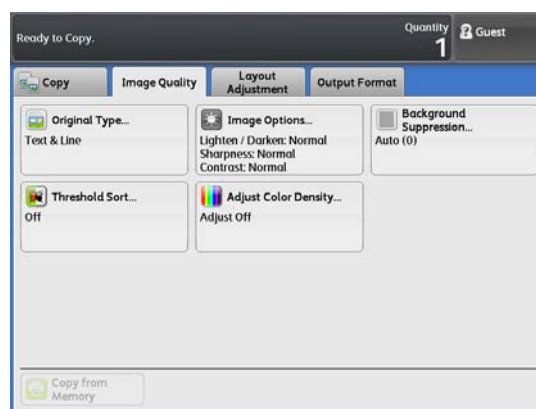 Ready to Copy.
Quantity
1
Guest
Copy
Image Quality
Layout
Adjustment
Output Format
Original Type...
Text & Line
Image Options...
Lighten / Darken: Normal
Sharpness: Normal
Contrast: Normal
Background
Suppression...
Auto (0)
Threshold Sort...
Off
Adjust Color Density...
Adjust Off
Copy from
Memory